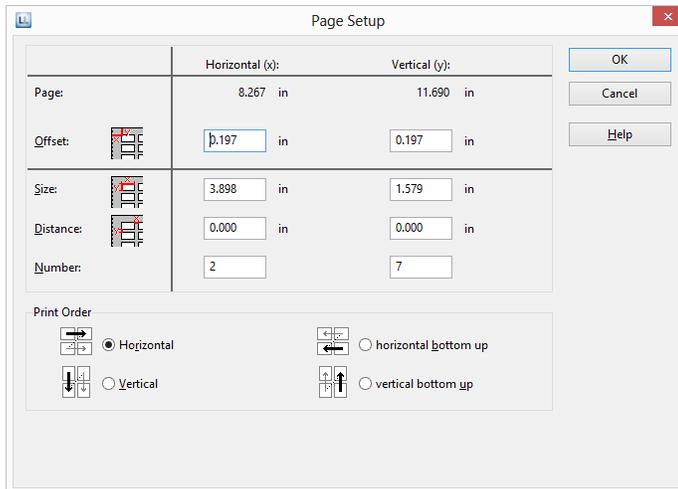 Page Setup
Horizontal (x):
Vertical (y):
OK
Page:
8.267 in
11.690 in
Cancel
Offset:
0.197 in
0.197 in
Help
Size:
3.898 in
1.579 in
Distance:
0.000 in
0.000 in
Number:
2
7
Print Order
Horizontal
horizontal bottom up
Vertical
vertical bottom up